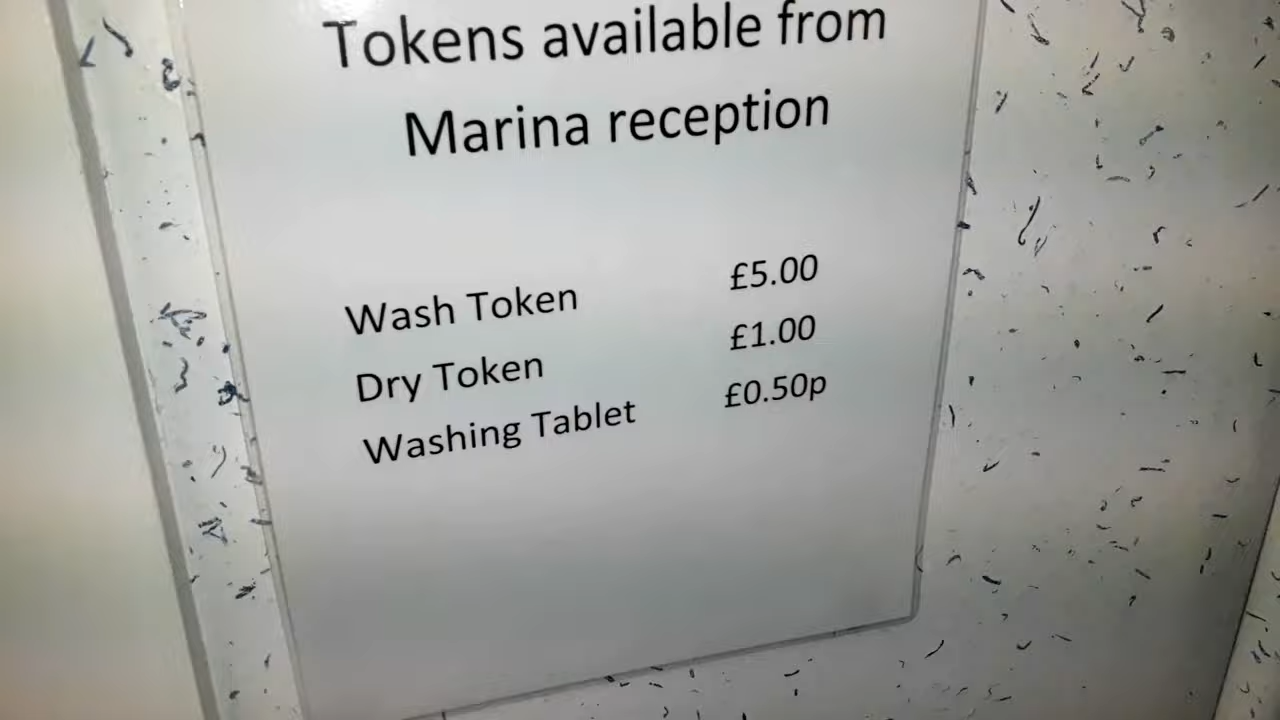 Tokens available from
Marina reception
Wash Token £5.00
Dry Token £1.00
Washing Tablet £0.50p